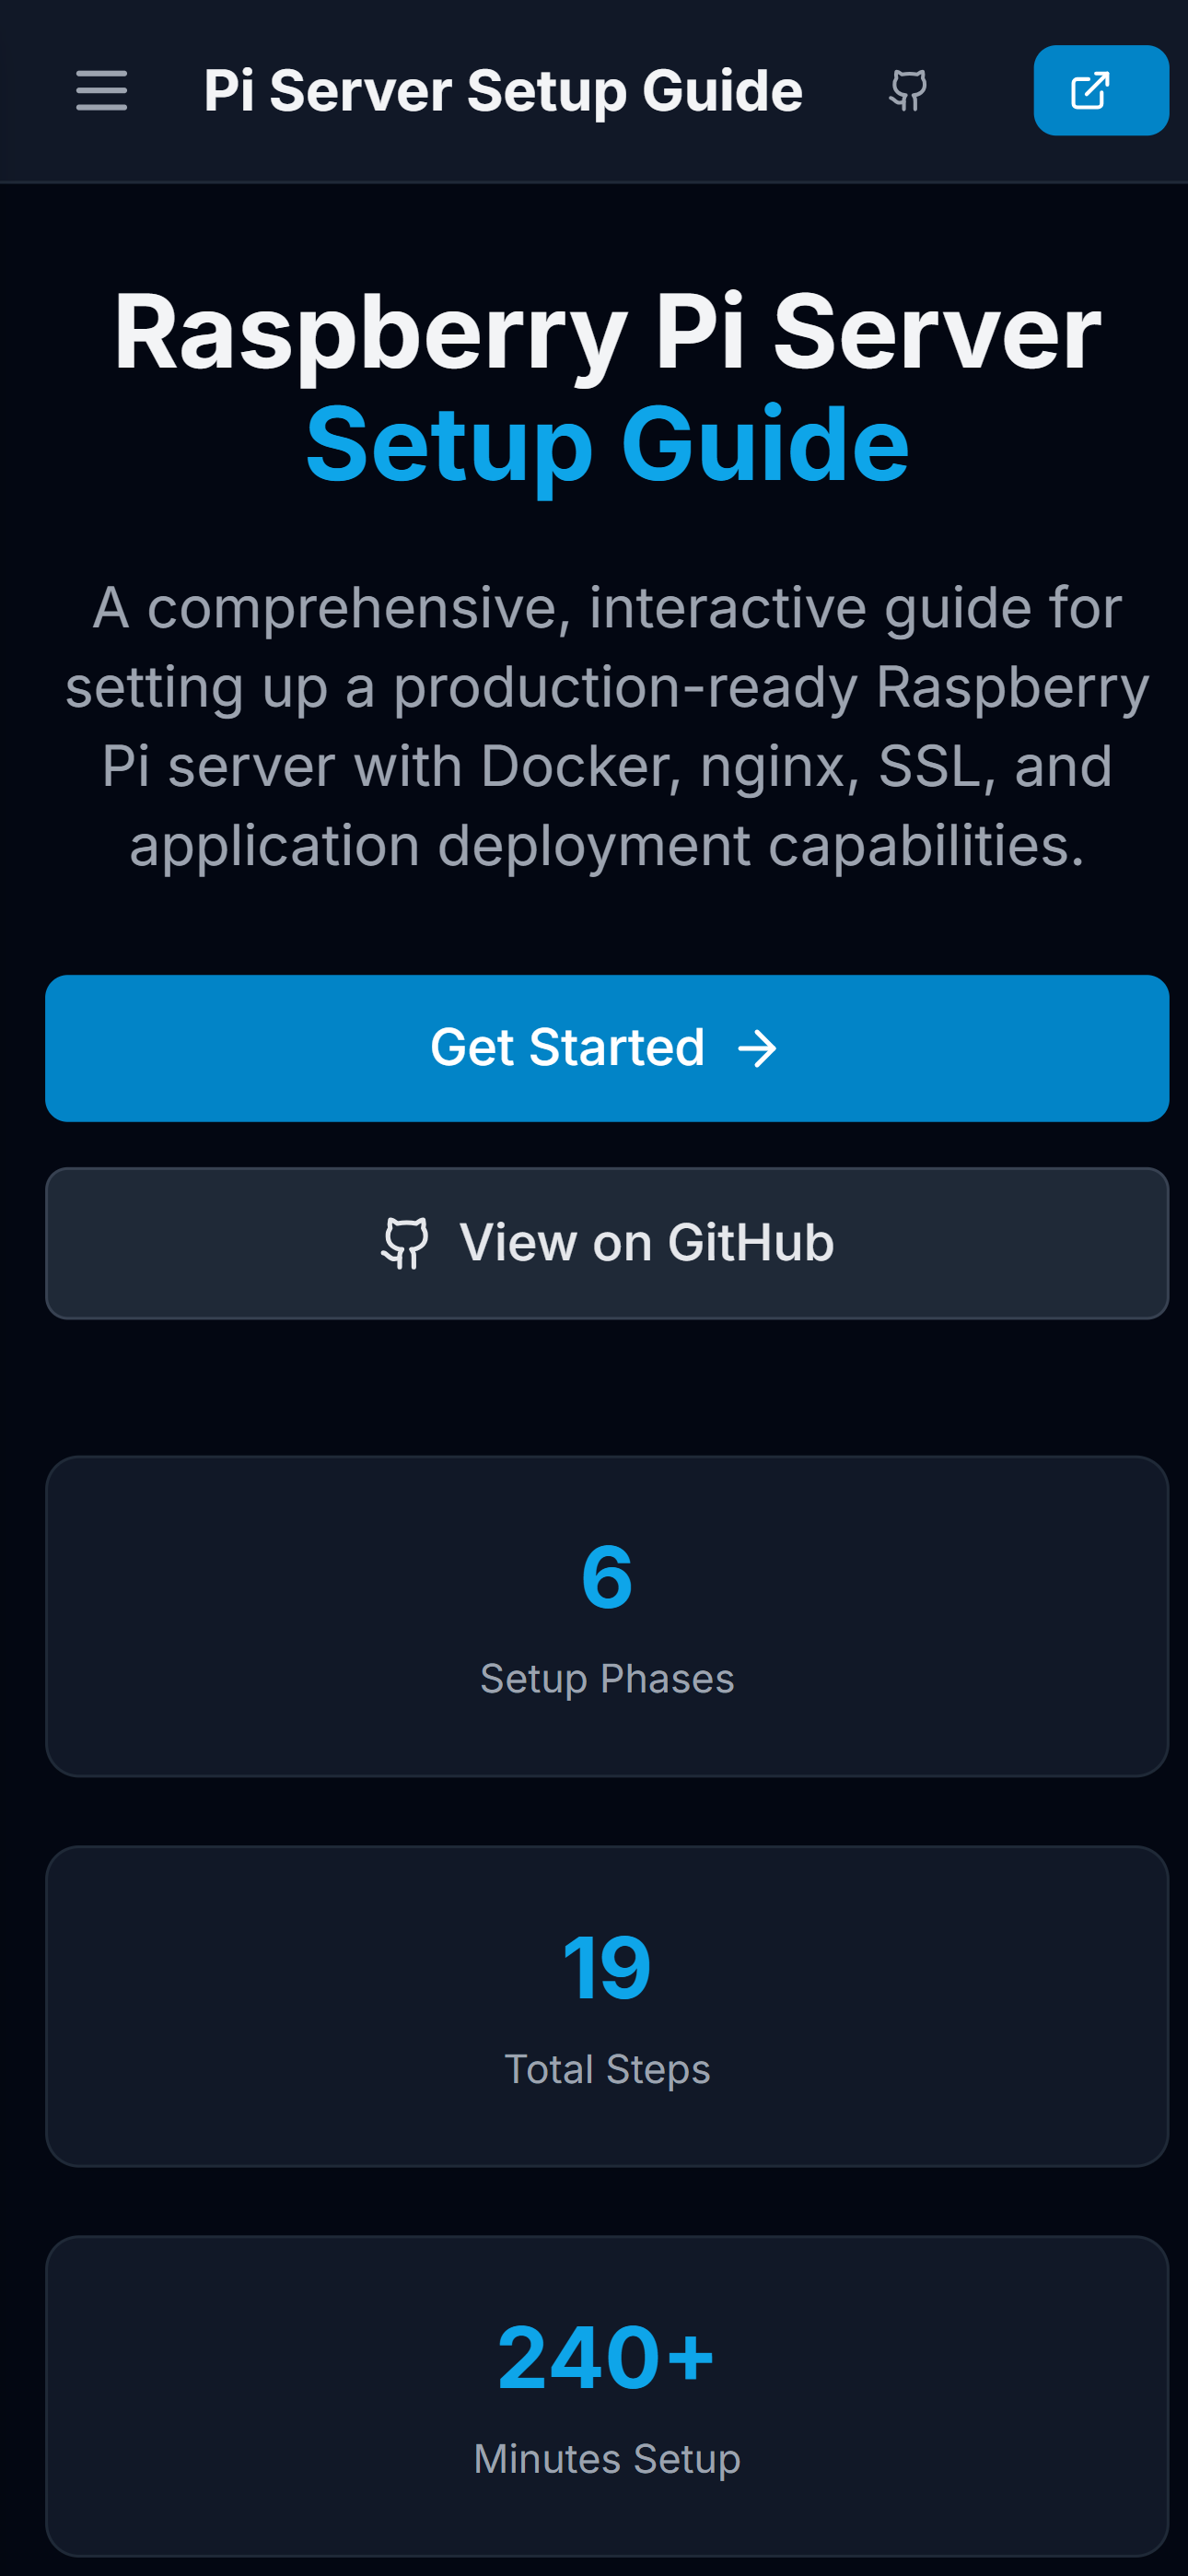 Pi Server Setup Guide
Raspberry Pi Server
Setup Guide
A comprehensive, interactive guide for
setting up a production-ready Raspberry
Pi server with Docker, nginx, SSL, and
application deployment capabilities.
Get Started
View on GitHub
6
Setup Phases
19
Total Steps
240+
Minutes Setup